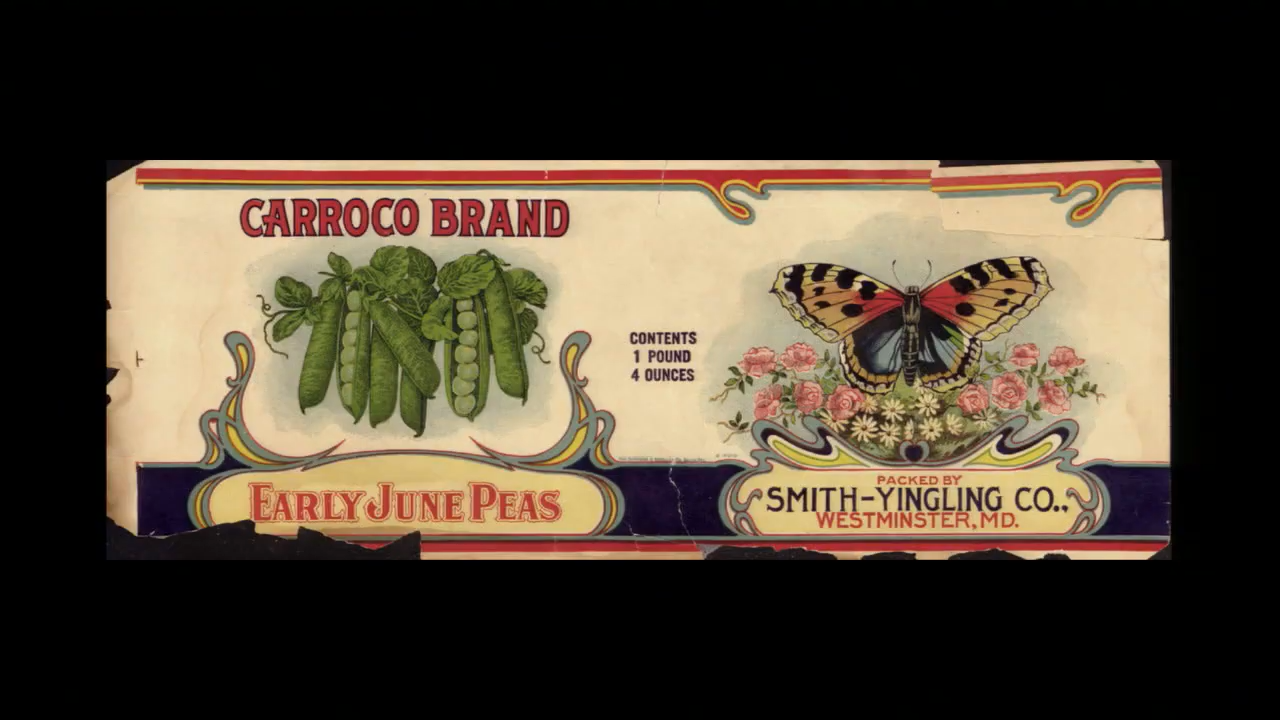 CARROCO BRAND
EARLY JUNE PEAS
CONTENTS
1 POUND
4 OUNCES
PACKED BY
SMITH-YINGLING CO.,
WESTMINSTER, MD.